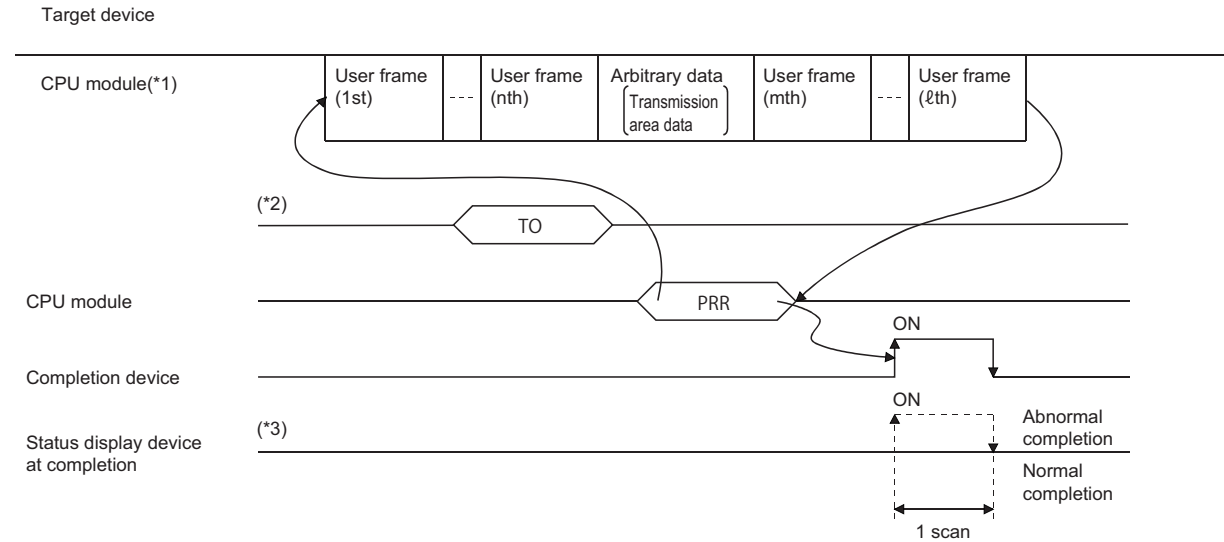 Target device
CPU module(*1)
User frame
(1st)
User frame
(nth)
Arbitrary data
Transmission
area data
User frame
(mth)
User frame
(ℓth)
(*2)
TO
CPU module
PRR
ON
Completion device
ON
(*3)
Status display device
at completion
Abnormal
completion
Normal
completion
1 scan